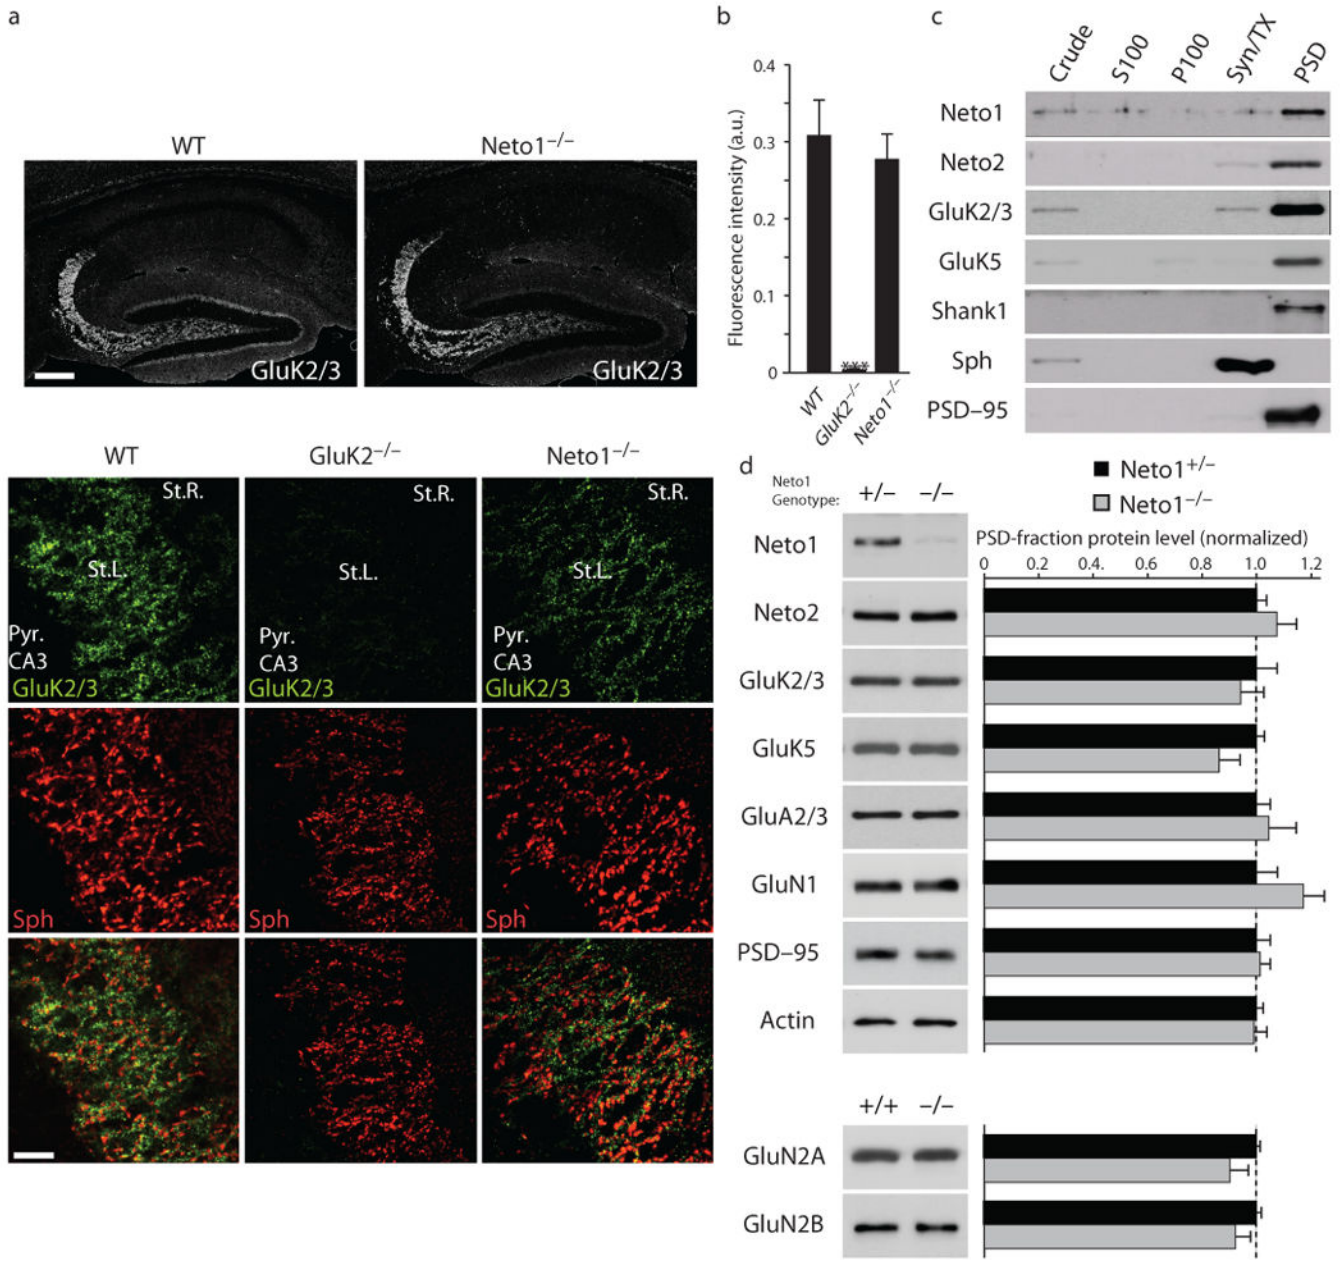 a
WT
Neto1−/−
GluK2/3
GluK2/3
WT
GluK2−/−
Neto1−/−
St.R.
St.L.
Pyr.
CA3
GluK2/3
St.R.
St.L.
Pyr.
CA3
GluK2/3
St.R.
St.L.
Pyr.
CA3
GluK2/3
Sph
Sph
Sph
b
Fluorescence intensity (a.u.)
0.4
0.3
0.2
0.1
0
***
WT
GluK2−/−
Neto1−/−
c
Crude
S100
P100
Syn/TX
PSD
Neto1
Neto2
GluK2/3
GluK5
Shank1
Sph
PSD–95
d
Neto1
Genotype:
+/−
−/−
Neto1+/−
Neto1−/−
PSD-fraction protein level (normalized)
0 0.2 0.4 0.6 0.8 1.0 1.2
Neto1
Neto2
GluK2/3
GluK5
GluA2/3
GluN1
PSD–95
Actin
+/+
−/−
GluN2A
GluN2B